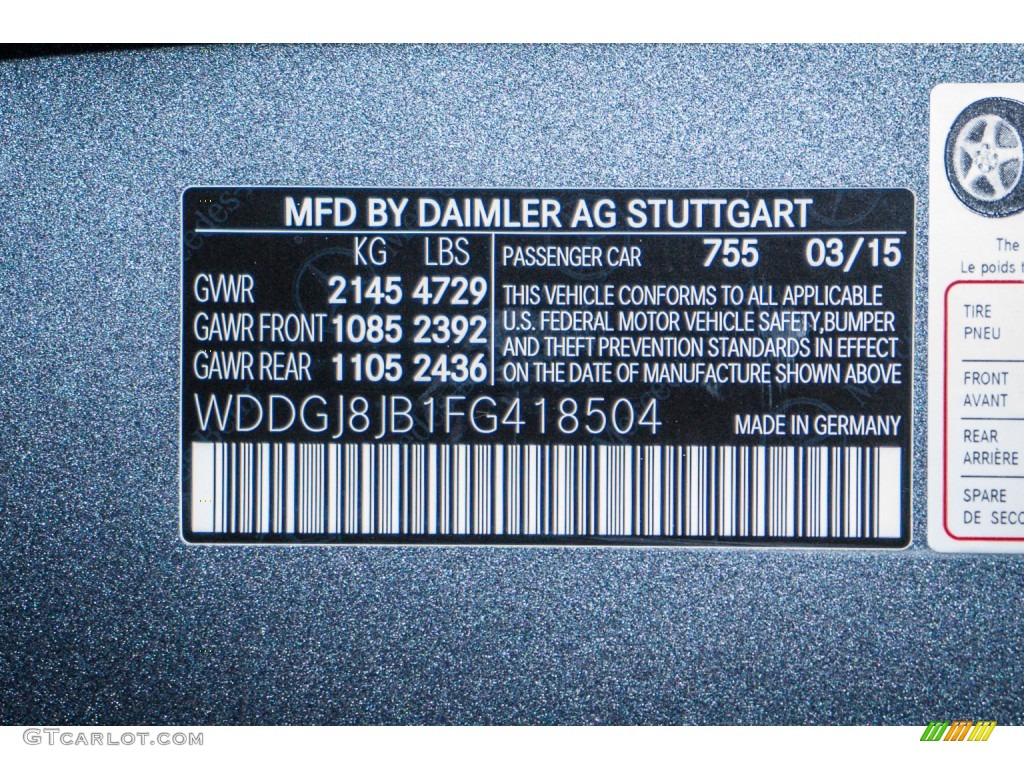 MFD BY DAIMLER AG STUTTGART
KG LBS
GVWR 2145 4729
GAWR FRONT 1085 2392
GAWR REAR 1105 2436
PASSENGER CAR 755 03/15
THIS VEHICLE CONFORMS TO ALL APPLICABLE
U.S. FEDERAL MOTOR VEHICLE SAFETY,BUMPER
AND THEFT PREVENTION STANDARDS IN EFFECT
ON THE DATE OF MANUFACTURE SHOWN ABOVE
WDDGJ8JB1FG418504
MADE IN GERMANY
The
Le poids
TIRE
PNEU
FRONT
AVANT
REAR
ARRIÈRE
SPARE
DE
GTcarlot.com